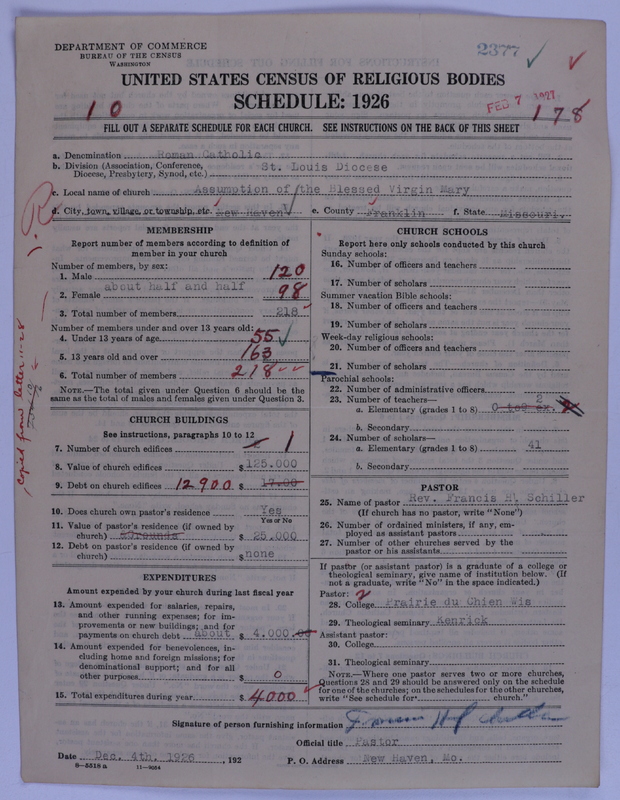 DEPARTMENT OF COMMERCE
BUREAU OF THE CENSUS
WASHINGTON
2377
UNITED STATES CENSUS OF RELIGIOUS BODIES
SCHEDULE: 1926
FEB 7 1927
10
178
FILL OUT A SEPARATE SCHEDULE FOR EACH CHURCH. SEE INSTRUCTIONS ON THE BACK OF THIS SHEET
a. Denomination Roman Catholic
b. Division (Association, Conference, Diocese, Presbytery, Synod, etc.) St. Louis Diocese
c. Local name of church Assumption of the Blessed Virgin Mary
d. City, town, village, or township, etc. New Haven e. County Franklin f. State Missouri.
MEMBERSHIP
Report number of members according to definition of
member in your church
Number of members, by sex:
1. Male 120
about half and half
2. Female 98
3. Total number of members 218
Number of members under and over 13 years old:
4. Under 13 years of age 55
5. 13 years old and over 163
6. Total number of members 218
NOTE.—The total given under Question 6 should be
same as the total of males and females given under Question 3.
copied from letter 11-28
CHURCH BUILDINGS
See instructions, paragraphs 10 to 12
7. Number of church edifices 1
8. Value of church edifices $125.000
9. Debt on church edifices 12900 $ 17.00
10. Does church own pastor's residence Yes
Yes or No
11. Value of pastor's residence (if owned by
church) $ 25.000
12. Debt on pastor's residence (if owned by
church) $none
EXPENDITURES
Amount expended by your church during last fiscal year
13. Amount expended for salaries, repairs,
and other running expenses; for im-
provements or new buildings; and for
payments on church debt about $ 4.000.00
14. Amount expended for benevolences, in-
cluding home and foreign missions; for
denominational support; and for all
other purposes $ 0
15. Total expenditures during year $4000
CHURCH SCHOOLS
Report here only schools conducted by this church
Sunday schools:
16. Number of officers and teachers
17. Number of scholars
Summer vacation Bible schools:
18. Number of officers and teachers
19. Number of scholars
Week-day religious schools:
20. Number of officers and teachers
21. Number of scholars
Parochial schools:
22. Number of administrative officers
23. Number of teachers—
2
a. Elementary (grades 1 to 8)
b. Secondary
24. Number of scholars—
a. Elementary (grades 1 to 8) 41
b. Secondary
PASTOR
25. Name of pastor Rev. Francis H. Schiller
(If church has no pastor, write "None")
26. Number of ordained ministers, if any, em-
ployed as assistant pastors
27. Number of other churches served by the
pastor or his assistants
If pastor (or assistant pastor) is a graduate of a college or
theological seminary, give name of institution below. (If
not a graduate, write "No" in the space indicated.)
Pastor: 2
28. College Prairie du Chien Wis
29. Theological seminary Kenrick
Assistant pastor:
30. College
31. Theological seminary
NOTE.—Where one pastor serves two or more churches,
Questions 28 and 29 should be answered only on the schedule
for one of the churches; on the schedules for the other churches,
write "See schedule for church."
Signature of person furnishing information
Official title Pastor
Date Dec. 4th. 1926, 192 P. O. Address New Haven, Mo.
8—5518a 11—9054